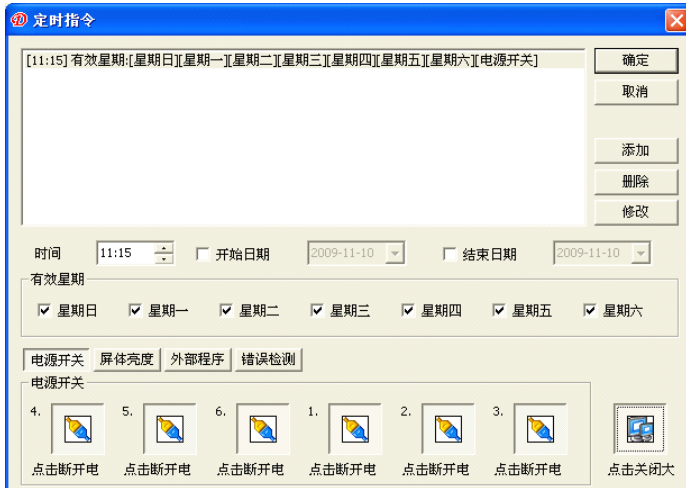 定时指令
[11:15] 有效星期:[星期日][星期一][星期二][星期三][星期四][星期五][星期六][电源开关]
确定
取消
添加
删除
修改
时间 11:15 开始日期 2009-11-10 结束日期 2009-11-10
有效星期
星期日 星期一 星期二 星期三 星期四 星期五 星期六
电源开关 屏体亮度 外部程序 错误检测
电源开关
4. 5. 6. 1. 2. 3.
点击断开电 点击断开电 点击断开电 点击断开电 点击断开电 点击断开电 点击关闭大